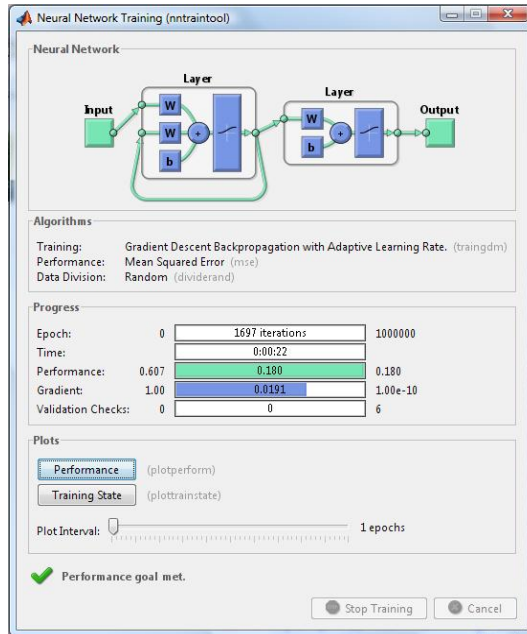 Neural Network Training (nntraintool)
Neural Network
Layer
Layer
Input
W
W
b
+
W
b
+
Output
Algorithms
Training: Gradient Descent Backpropagation with Adaptive Learning Rate. (traingdm)
Performance: Mean Squared Error (mse)
Data Division: Random (dividerand)
Progress
Epoch: 0 1697 iterations 1000000
Time: 0:00:22
Performance: 0.607 0.180 0.180
Gradient: 1.00 0.0191 1.00e-10
Validation Checks: 0 0 6
Plots
Performance (plotperform)
Training State (plottrainstate)
Plot Interval: 1 epochs
Performance goal met.
Stop Training Cancel